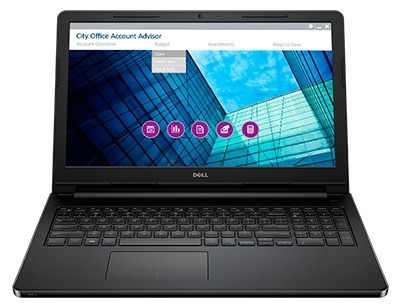 City Office Account Advisor
Account Overview Budget Investments Ways to Save
DELL